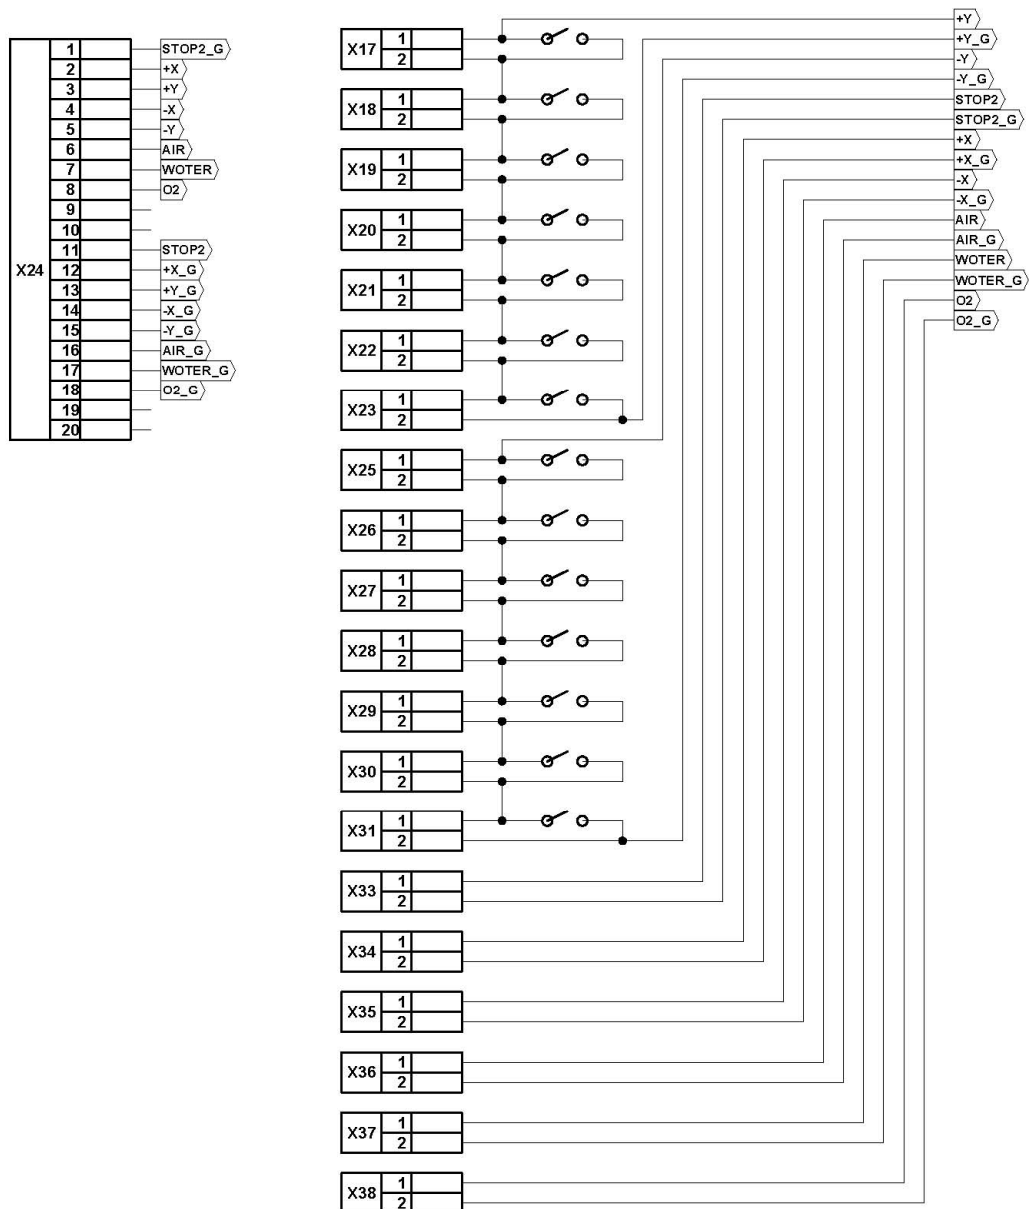 X24
1 STOP2_G
2 +X
3 +Y
4 -X
5 -Y
6 AIR
7 WOTER
8 O2
9
10
11 STOP2
12 +X_G
13 +Y_G
14 -X_G
15 -Y_G
16 AIR_G
17 WOTER_G
18 O2_G
19
20
X17 1
2
X18 1
2
X19 1
2
X20 1
2
X21 1
2
X22 1
2
X23 1
2
X25 1
2
X26 1
2
X27 1
2
X28 1
2
X29 1
2
X30 1
2
X31 1
2
X33 1
2
X34 1
2
X35 1
2
X36 1
2
X37 1
2
X38 1
2
+Y
+Y_G
-Y
-Y_G
STOP2
STOP2_G
+X
+X_G
-X
-X_G
AIR
AIR_G
WOTER
WOTER_G
O2
O2_G